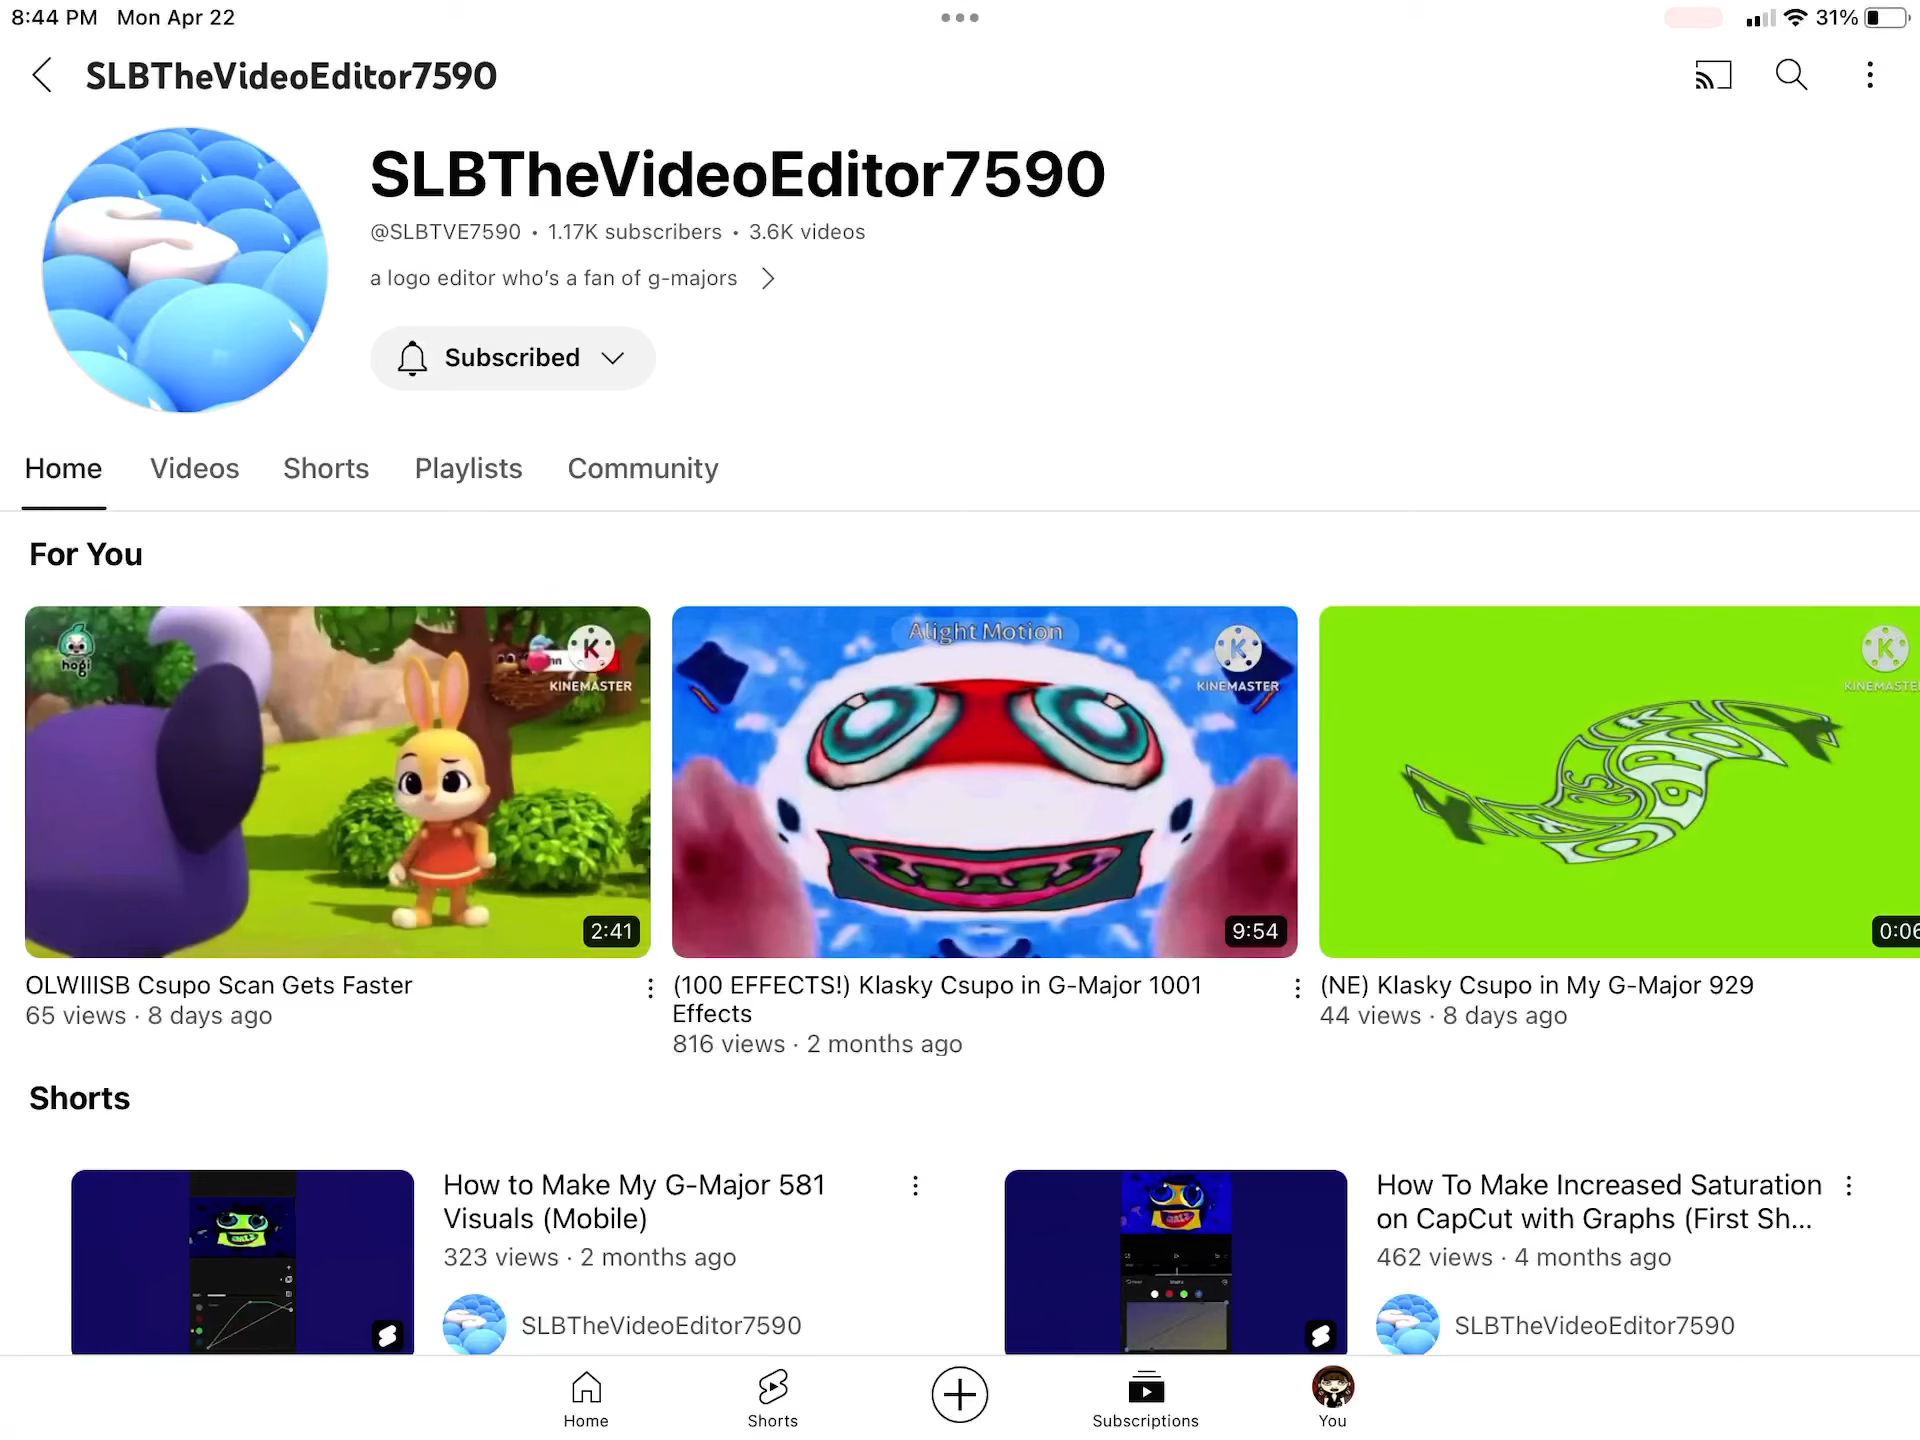 8:44 PM Mon Apr 22
31%
SLBTheVideoEditor7590
SLBTheVideoEditor7590
@SLBTVE7590 • 1.17K subscribers • 3.6K videos
a logo editor who's a fan of g-majors
Subscribed
Home Videos Shorts Playlists Community
For You
hogi
KINEMASTER
2:41
Alight Motion
KINEMASTER
9:54
KINEMASTE
0:06
OLWIIISB Csupo Scan Gets Faster
65 views · 8 days ago
(100 EFFECTS!) Klasky Csupo in G-Major 1001
Effects
816 views · 2 months ago
(NE) Klasky Csupo in My G-Major 929
44 views · 8 days ago
Shorts
How to Make My G-Major 581
Visuals (Mobile)
323 views · 2 months ago
SLBTheVideoEditor7590
How To Make Increased Saturation
on CapCut with Graphs (First Sh...
462 views · 4 months ago
SLBTheVideoEditor7590
Home
Shorts
Subscriptions
You